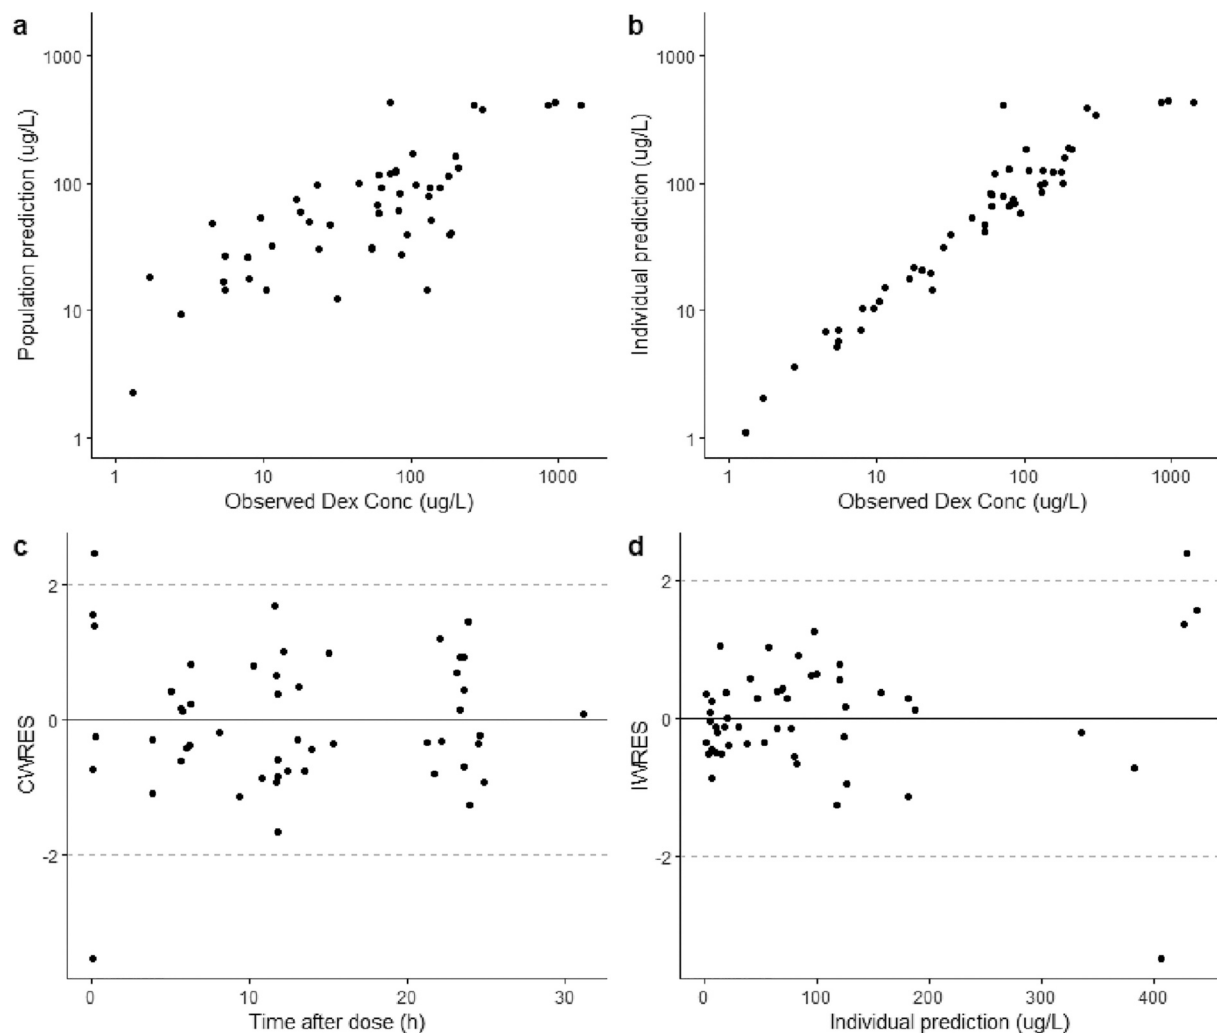 a
1000
100
10
1
Population prediction (ug/L)
1 10 100 1000
Observed Dex Conc (ug/L)
b
1000
100
10
1
Individual prediction (ug/L)
1 10 100 1000
Observed Dex Conc (ug/L)
c
2
0
-2
CWRES
0 10 20 30
Time after dose (h)
d
2
0
-2
IWRES
0 100 200 300 400
Individual prediction (ug/L)